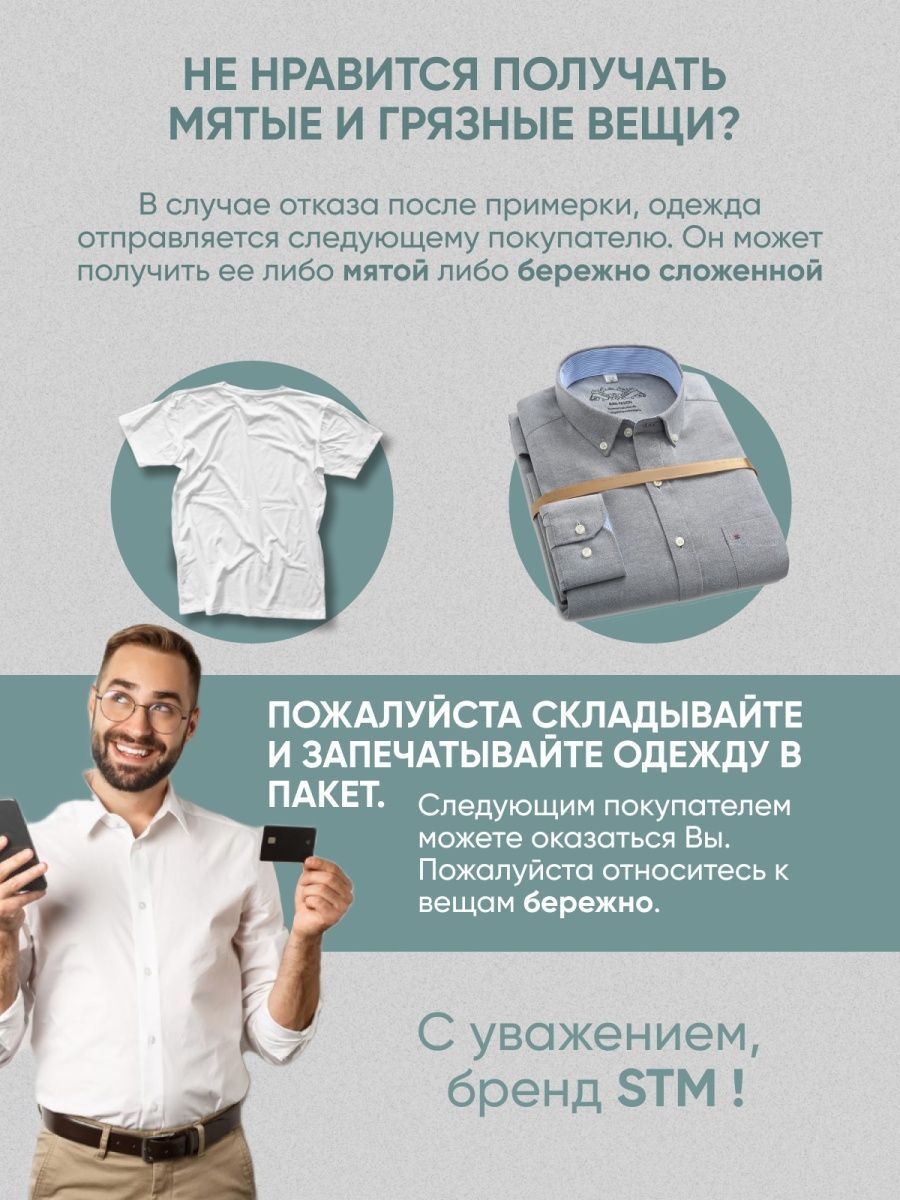 НЕ НРАВИТСЯ ПОЛУЧАТЬ
МЯТЫЕ И ГРЯЗНЫЕ ВЕЩИ?
В случае отказа после примерки, одежда
отправляется следующему покупателю. Он может
получить ее либо мятой либо бережно сложенной
ПОЖАЛУЙСТА СКЛАДЫВАЙТЕ
И ЗАПЕЧАТЫВАЙТЕ ОДЕЖДУ В
ПАКЕТ.
Следующим покупателем
можете оказаться Вы.
Пожалуйста относитесь к
вещам бережно.
С уважением,
бренд STM !